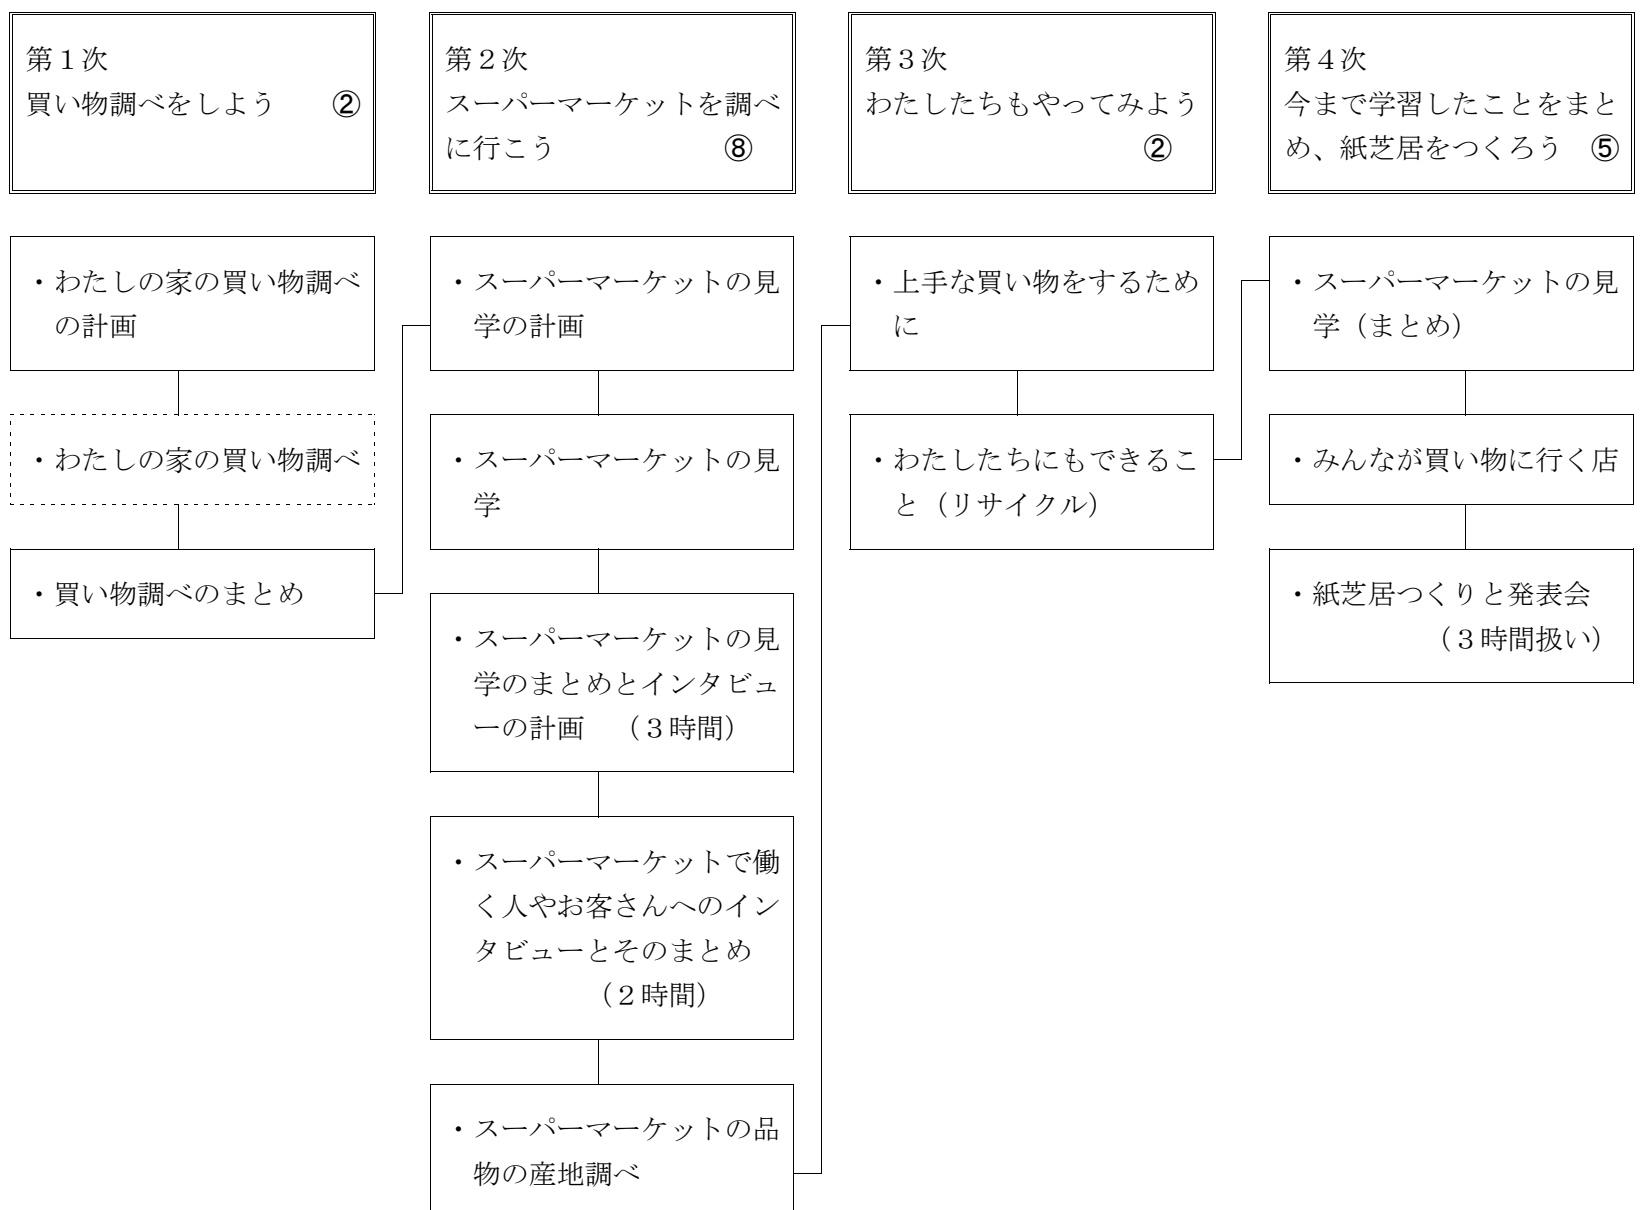 第１次
買い物調べをしよう　　②
第２次
スーパーマーケットを調べ
に行こう　　　　　　⑧
第３次
わたしたちもやってみよう
②
第４次
今まで学習したことをまと
め、紙芝居をつくろう　⑤
・わたしの家の買い物調べ
の計画
・わたしの家の買い物調べ
・買い物調べのまとめ
・スーパーマーケットの見
学の計画
・スーパーマーケットの見
学
・スーパーマーケットの見
学のまとめとインタビュ
ーの計画　（３時間）
・スーパーマーケットで働
く人やお客さんへのイン
タビューとそのまとめ
（２時間）
・スーパーマーケットの品
物の産地調べ
・上手な買い物をするため
に
・わたしたちにもできるこ
と（リサイクル）
・スーパーマーケットの見
学（まとめ）
・みんなが買い物に行く店
・紙芝居つくりと発表会
（３時間扱い）